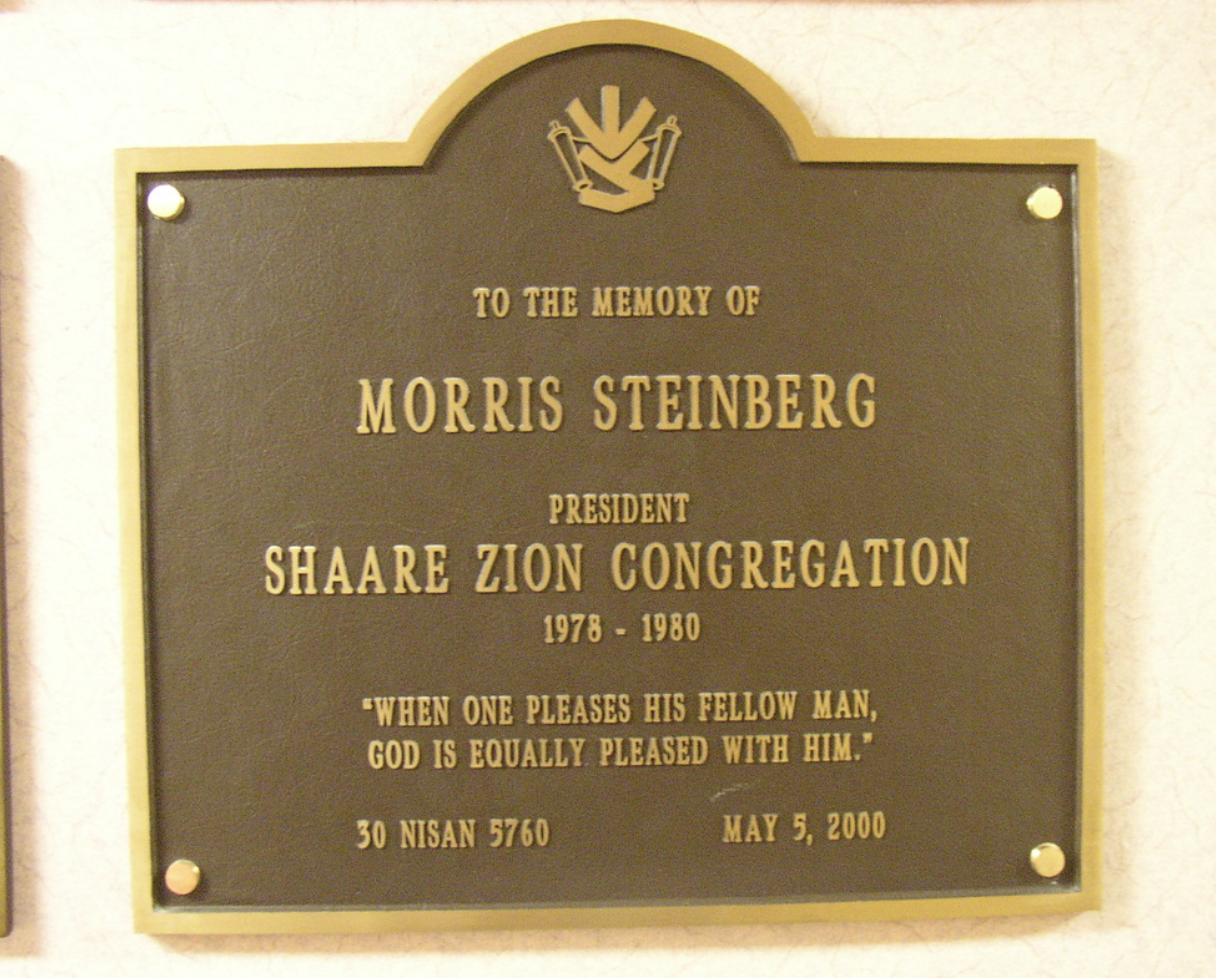 TO THE MEMORY OF
MORRIS STEINBERG
PRESIDENT
SHAARE ZION CONGREGATION
1978 - 1980
"WHEN ONE PLEASES HIS FELLOW MAN,
GOD IS EQUALLY PLEASED WITH HIM."
30 NISAN 5760 MAY 5, 2000